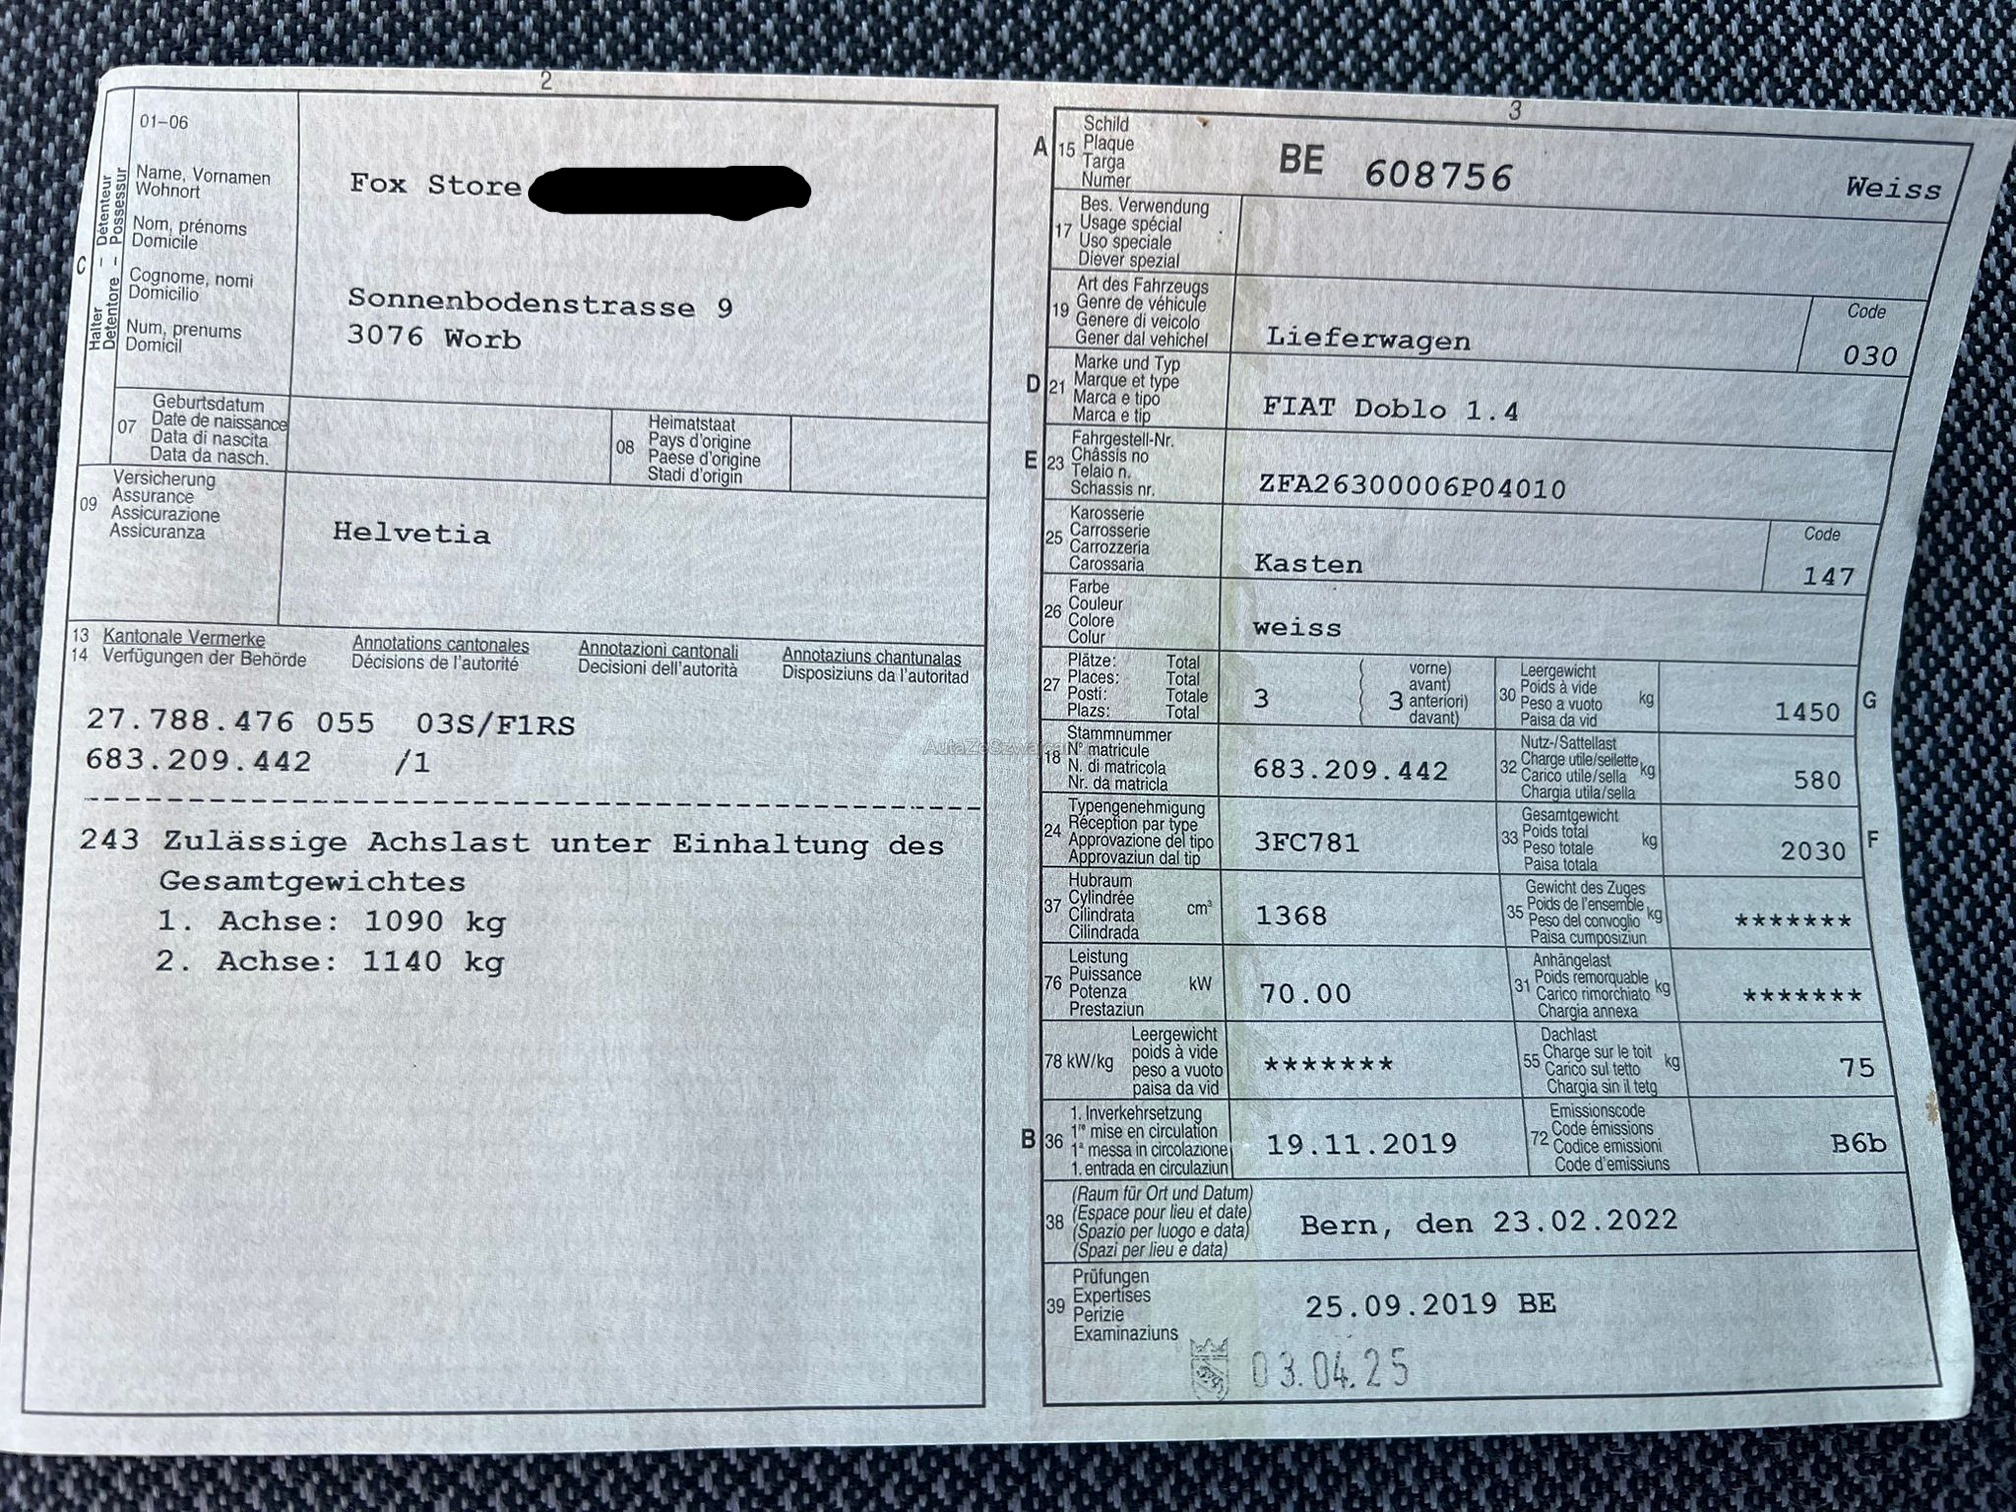 2
01-06
C
Halter – Détenteur
Detentore – Possessur
Name, Vornamen
Wohnort
Nom, prénoms
Domicile
Cognome, nomi
Domicilio
Num, prenums
Domicil
Fox Store
Sonnenbodenstrasse 9
3076 Worb
07
Geburtsdatum
Date de naissance
Data di nascita
Data da nasch.
08
Heimatstaat
Pays d'origine
Paese d'origine
Stadi d'origin
09
Versicherung
Assurance
Assicurazione
Assicuranza
Helvetia
13 Kantonale Vermerke Annotations cantonales Annotazioni cantonali Annotaziuns chantunalas
14 Verfügungen der Behörde Décisions de l'autorité Decisioni dell'autorità Disposiziuns da l'autoritad
27.788.476 055 03S/F1RS
683.209.442 /1
243 Zulässige Achslast unter Einhaltung des
Gesamtgewichtes
1. Achse: 1090 kg
2. Achse: 1140 kg
3
A 15
Schild
Plaque
Targa
Numer
BE 608756 Weiss
17
Bes. Verwendung
Usage spécial
Uso speciale
Diever spezial
19
Art des Fahrzeugs
Genre de véhicule
Genere di veicolo
Gener dal vehichel
Lieferwagen
Code
030
D 21
Marke und Typ
Marque et type
Marca e tipo
Marca e tip
FIAT Doblo 1.4
E 23
Fahrgestell-Nr.
Châssis no
Telaio n.
Schassis nr.
ZFA26300006P04010
25
Karosserie
Carrosserie
Carrozzeria
Carossaria
Kasten
Code
147
26
Farbe
Couleur
Colore
Colur
weiss
27
Plätze: Total
Places: Total
Posti: Totale
Plazs: Total
3
3
vorne)
avant)
anteriori)
davant)
30
Leergewicht
Poids à vide
Peso a vuoto
Paisa da vid
kg
1450
G
18
Stammnummer
N° matricule
N. di matricola
Nr. da matricla
683.209.442
32
Nutz-/Sattellast
Charge utile/sellette
Carico utile/sella
Chargia utila/sella
kg
580
24
Typengenehmigung
Réception par type
Approvazione del tipo
Approvaziun dal tip
3FC781
33
Gesamtgewicht
Poids total
Peso totale
Paisa totala
kg
2030
F
37
Hubraum
Cylindrée
Cilindrata
Cilindrada
cm³
1368
35
Gewicht des Zuges
Poids de l'ensemble
Peso del convoglio
Paisa cumposiziun
kg
*******
76
Leistung
Puissance
Potenza
Prestaziun
kW
70.00
31
Anhängelast
Poids remorquable
Carico rimorchiato
Chargia annexa
kg
*******
78 kW/kg
Leergewicht
poids à vide
peso a vuoto
paisa da vid
*******
55
Dachlast
Charge sur le toit
Carico sul tetto
Chargia sin il tetg
kg
75
B 36
1. Inverkehrsetzung
1re mise en circulation
1a messa in circolazione
1. entrada en circulaziun
19.11.2019
72
Emissionscode
Code émissions
Codice emissioni
Code d'emissiuns
B6b
38
(Raum für Ort und Datum)
(Espace pour lieu et date)
(Spazio per luogo e data)
(Spazi per lieu e data)
Bern, den 23.02.2022
39
Prüfungen
Expertises
Perizie
Examinaziuns
25.09.2019 BE
03.04.25